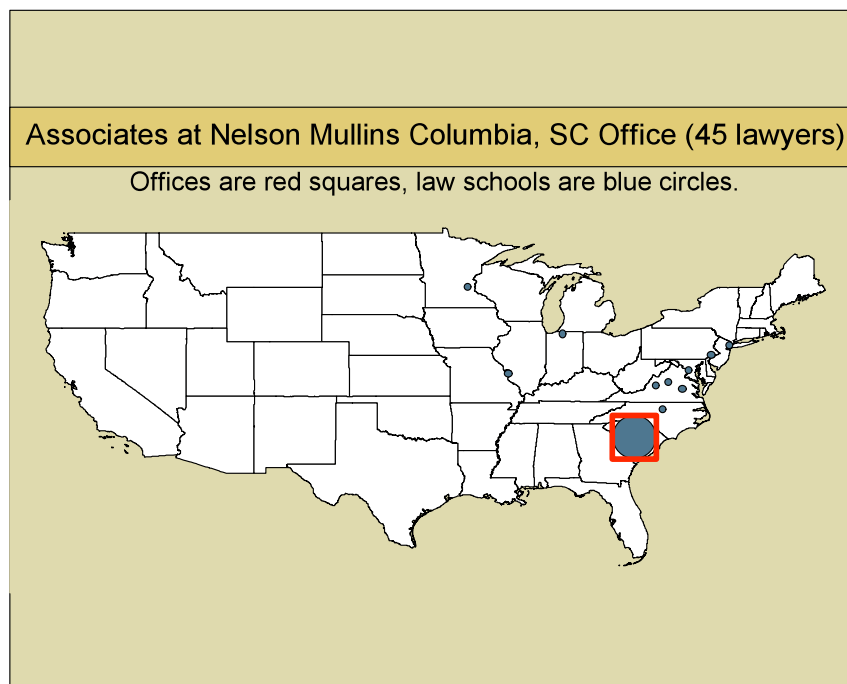 Associates at Nelson Mullins Columbia, SC Office (45 lawyers)
Offices are red squares, law schools are blue circles.